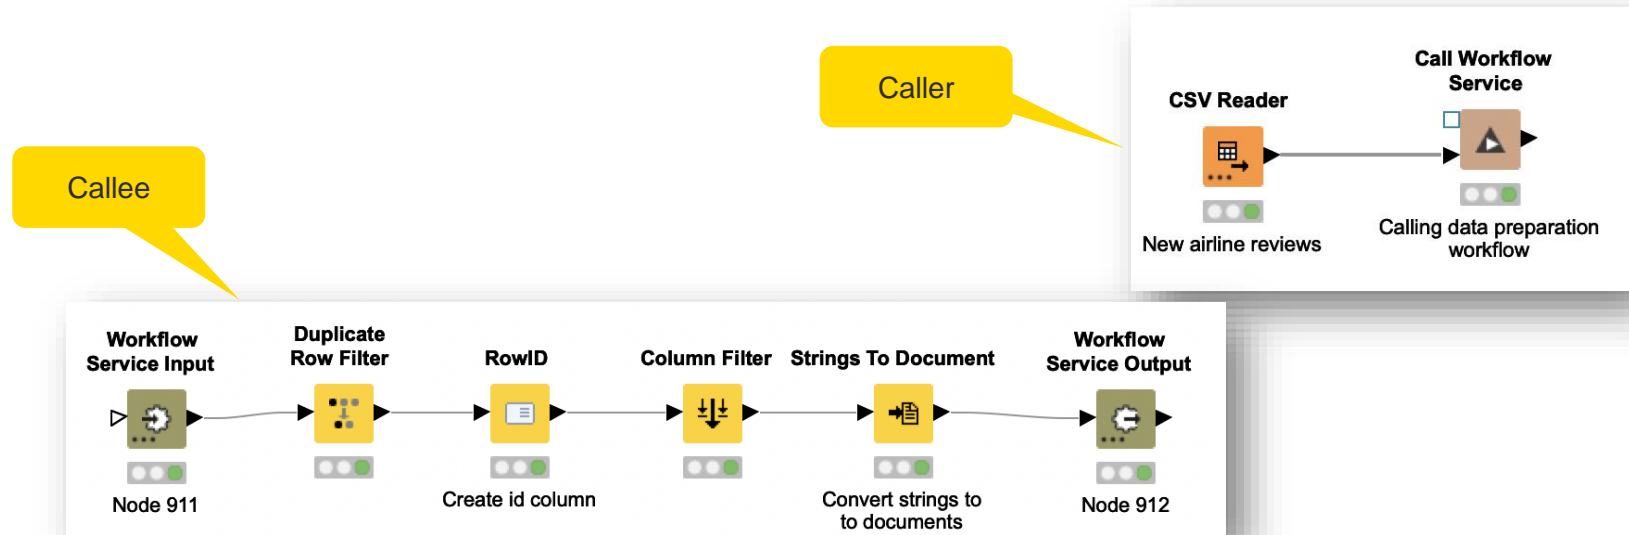 Caller
Call Workflow
Service
CSV Reader
New airline reviews
Calling data preparation
workflow
Callee
Workflow
Service Input
Duplicate
Row Filter
RowID
Column Filter
Strings To Document
Workflow
Service Output
Node 911
Create id column
Convert strings to
to documents
Node 912